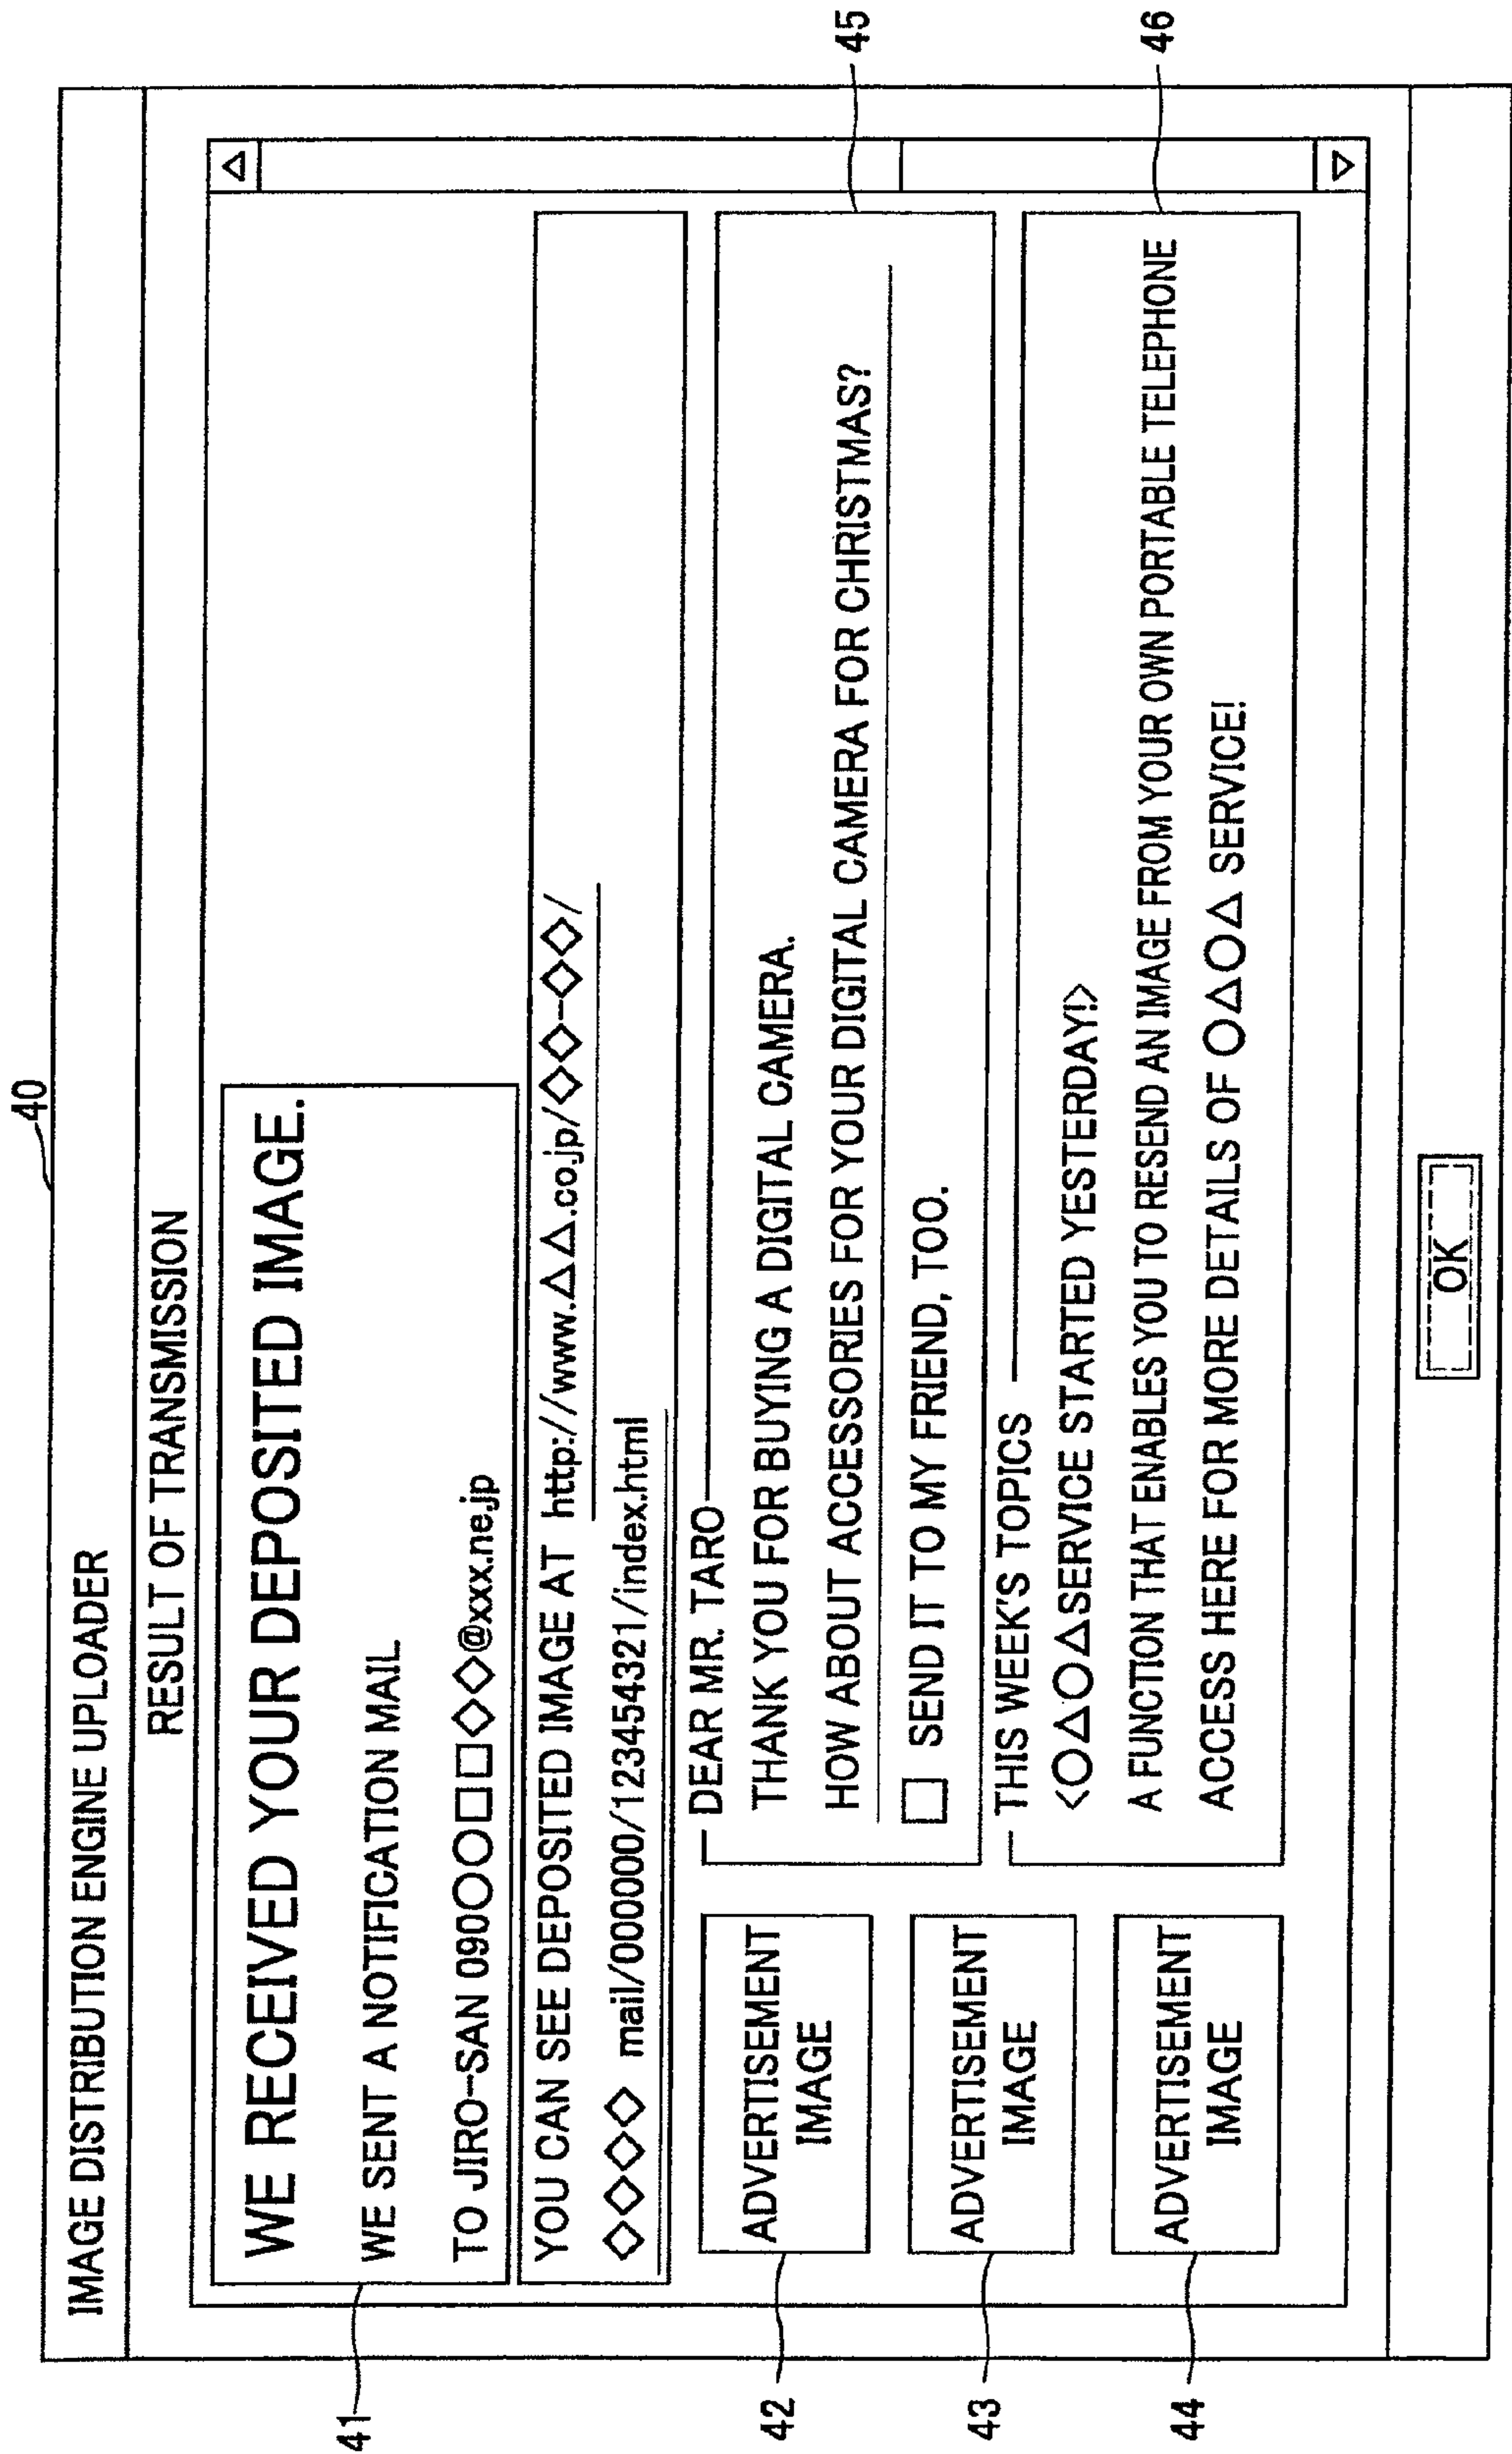 40
IMAGE DISTRIBUTION ENGINE UPLOADER
RESULT OF TRANSMISSION
41
WE RECEIVED YOUR DEPOSITED IMAGE.
WE SENT A NOTIFICATION MAIL
TO JIRO-SAN 090○○□□◇◇@xxx.ne.jp
YOU CAN SEE DEPOSITED IMAGE AT http://www.△△.co.jp/◇◇-◇◇/
◇◇◇◇ mail/000000/123454321/index.html
42
ADVERTISEMENT
IMAGE
43
ADVERTISEMENT
IMAGE
44
ADVERTISEMENT
IMAGE
DEAR MR. TARO
45
THANK YOU FOR BUYING A DIGITAL CAMERA.
HOW ABOUT ACCESSORIES FOR YOUR DIGITAL CAMERA FOR CHRISTMAS?
□ SEND IT TO MY FRIEND, TOO.
THIS WEEK'S TOPICS
46
<○△○△SERVICE STARTED YESTERDAY!>
A FUNCTION THAT ENABLES YOU TO RESEND AN IMAGE FROM YOUR OWN PORTABLE TELEPHONE
ACCESS HERE FOR MORE DETAILS OF ○△○△ SERVICE!
OK